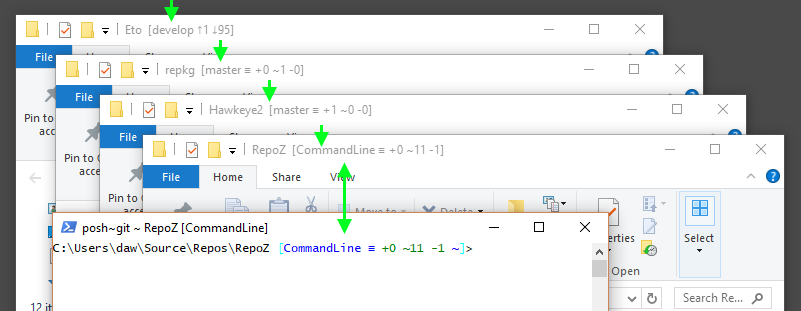 Eto [develop ↑1 ↓95]
File
Pin to
acce
12 it
repkg [master ≡ +0 ~1 -0]
File
Pin to C
acce
Hawkeye2 [master ≡ +1 ~0 -0]
File
Pin to Q
acce
RepoZ [CommandLine ≡ +0 ~11 -1]
File Home Share View
Move to Delete
Select
Open
Search Re...
posh~git ~ RepoZ [CommandLine]
C:\Users\daw\Source\Repos\RepoZ [CommandLine ≡ +0 ~11 -1 ~]>